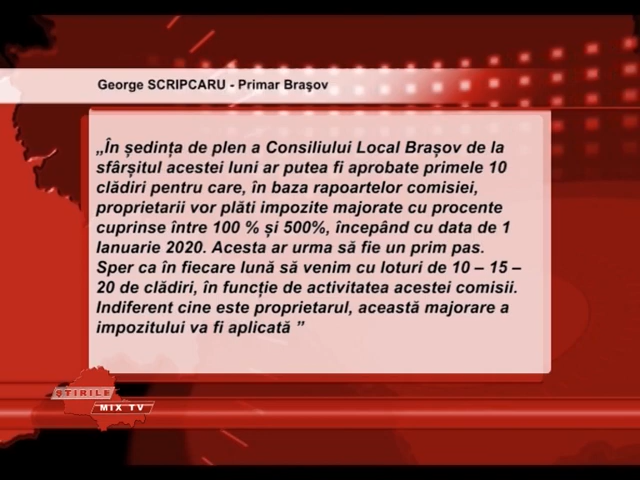 George SCRIPCARU - Primar Braşov
„În ședința de plen a Consiliului Local Brașov de la
sfârșitul acestei luni ar putea fi aprobate primele 10
clădiri pentru care, în baza rapoartelor comisiei,
proprietarii vor plăti impozite majorate cu procente
cuprinse între 100 % și 500%, începând cu data de 1
Ianuarie 2020. Acesta ar urma să fie un prim pas.
Sper ca în fiecare lună să venim cu loturi de 10 – 15 –
20 de clădiri, în funcție de activitatea acestei comisii.
Indiferent cine este proprietarul, această majorare a
impozitului va fi aplicată ”
ŞTIRILE
MIX TV